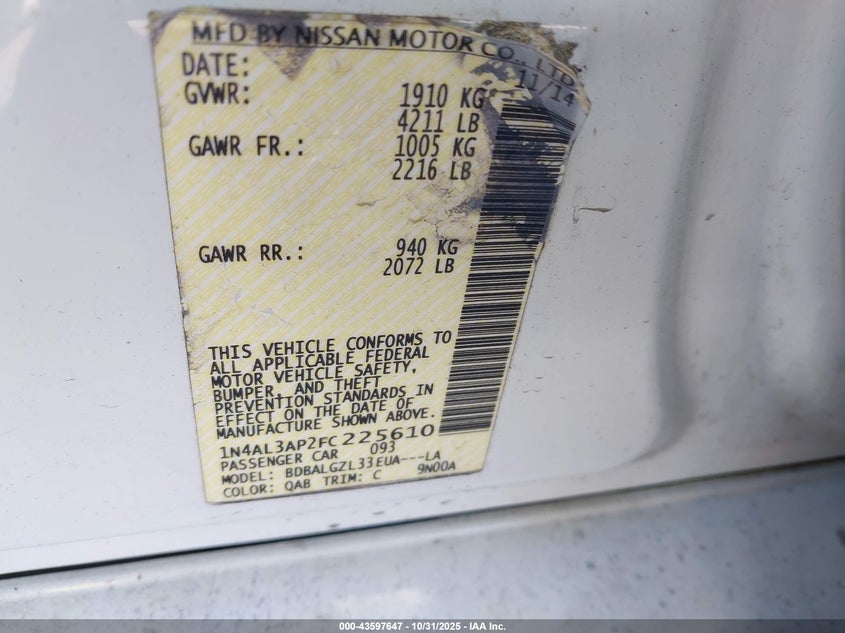 MFD BY NISSAN MOTOR CO., LTD
DATE: 11/14
GVWR: 1910 KG
4211 LB
GAWR FR.: 1005 KG
2216 LB
GAWR RR.: 940 KG
2072 LB
THIS VEHICLE CONFORMS TO
ALL APPLICABLE FEDERAL
MOTOR VEHICLE SAFETY,
BUMPER, AND THEFT
PREVENTION STANDARDS IN
EFFECT ON THE DATE OF
MANUFACTURE SHOWN ABOVE.
1N4AL3AP2FC225610
PASSENGER CAR 093
MODEL: BDBALGZL33EUA---LA
COLOR: QAB TRIM: C 9N00A
000-43597647 - 10/31/2025 - IAA Inc.